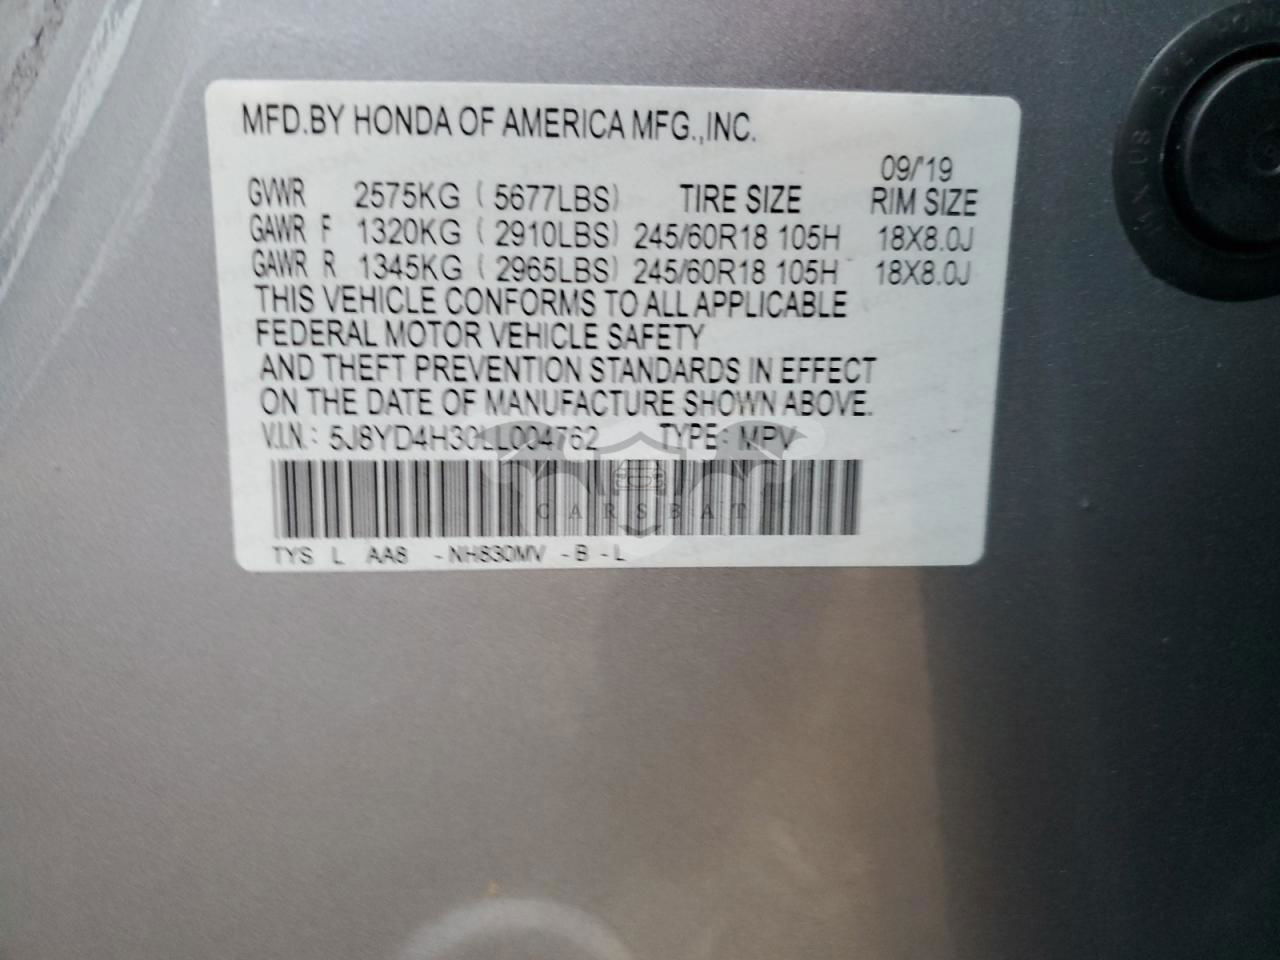 MFD.BY HONDA OF AMERICA MFG.,INC.
09/'19
GVWR 2575KG ( 5677LBS) TIRE SIZE RIM SIZE
GAWR F 1320KG ( 2910LBS) 245/60R18 105H 18X8.0J
GAWR R 1345KG ( 2965LBS) 245/60R18 105H 18X8.0J
THIS VEHICLE CONFORMS TO ALL APPLICABLE
FEDERAL MOTOR VEHICLE SAFETY
AND THEFT PREVENTION STANDARDS IN EFFECT
ON THE DATE OF MANUFACTURE SHOWN ABOVE.
V.I.N.: 5J8YD4H30LL004762 TYPE: MPV
CARSBAT
TYS L AA8 -NH830MV -B -L